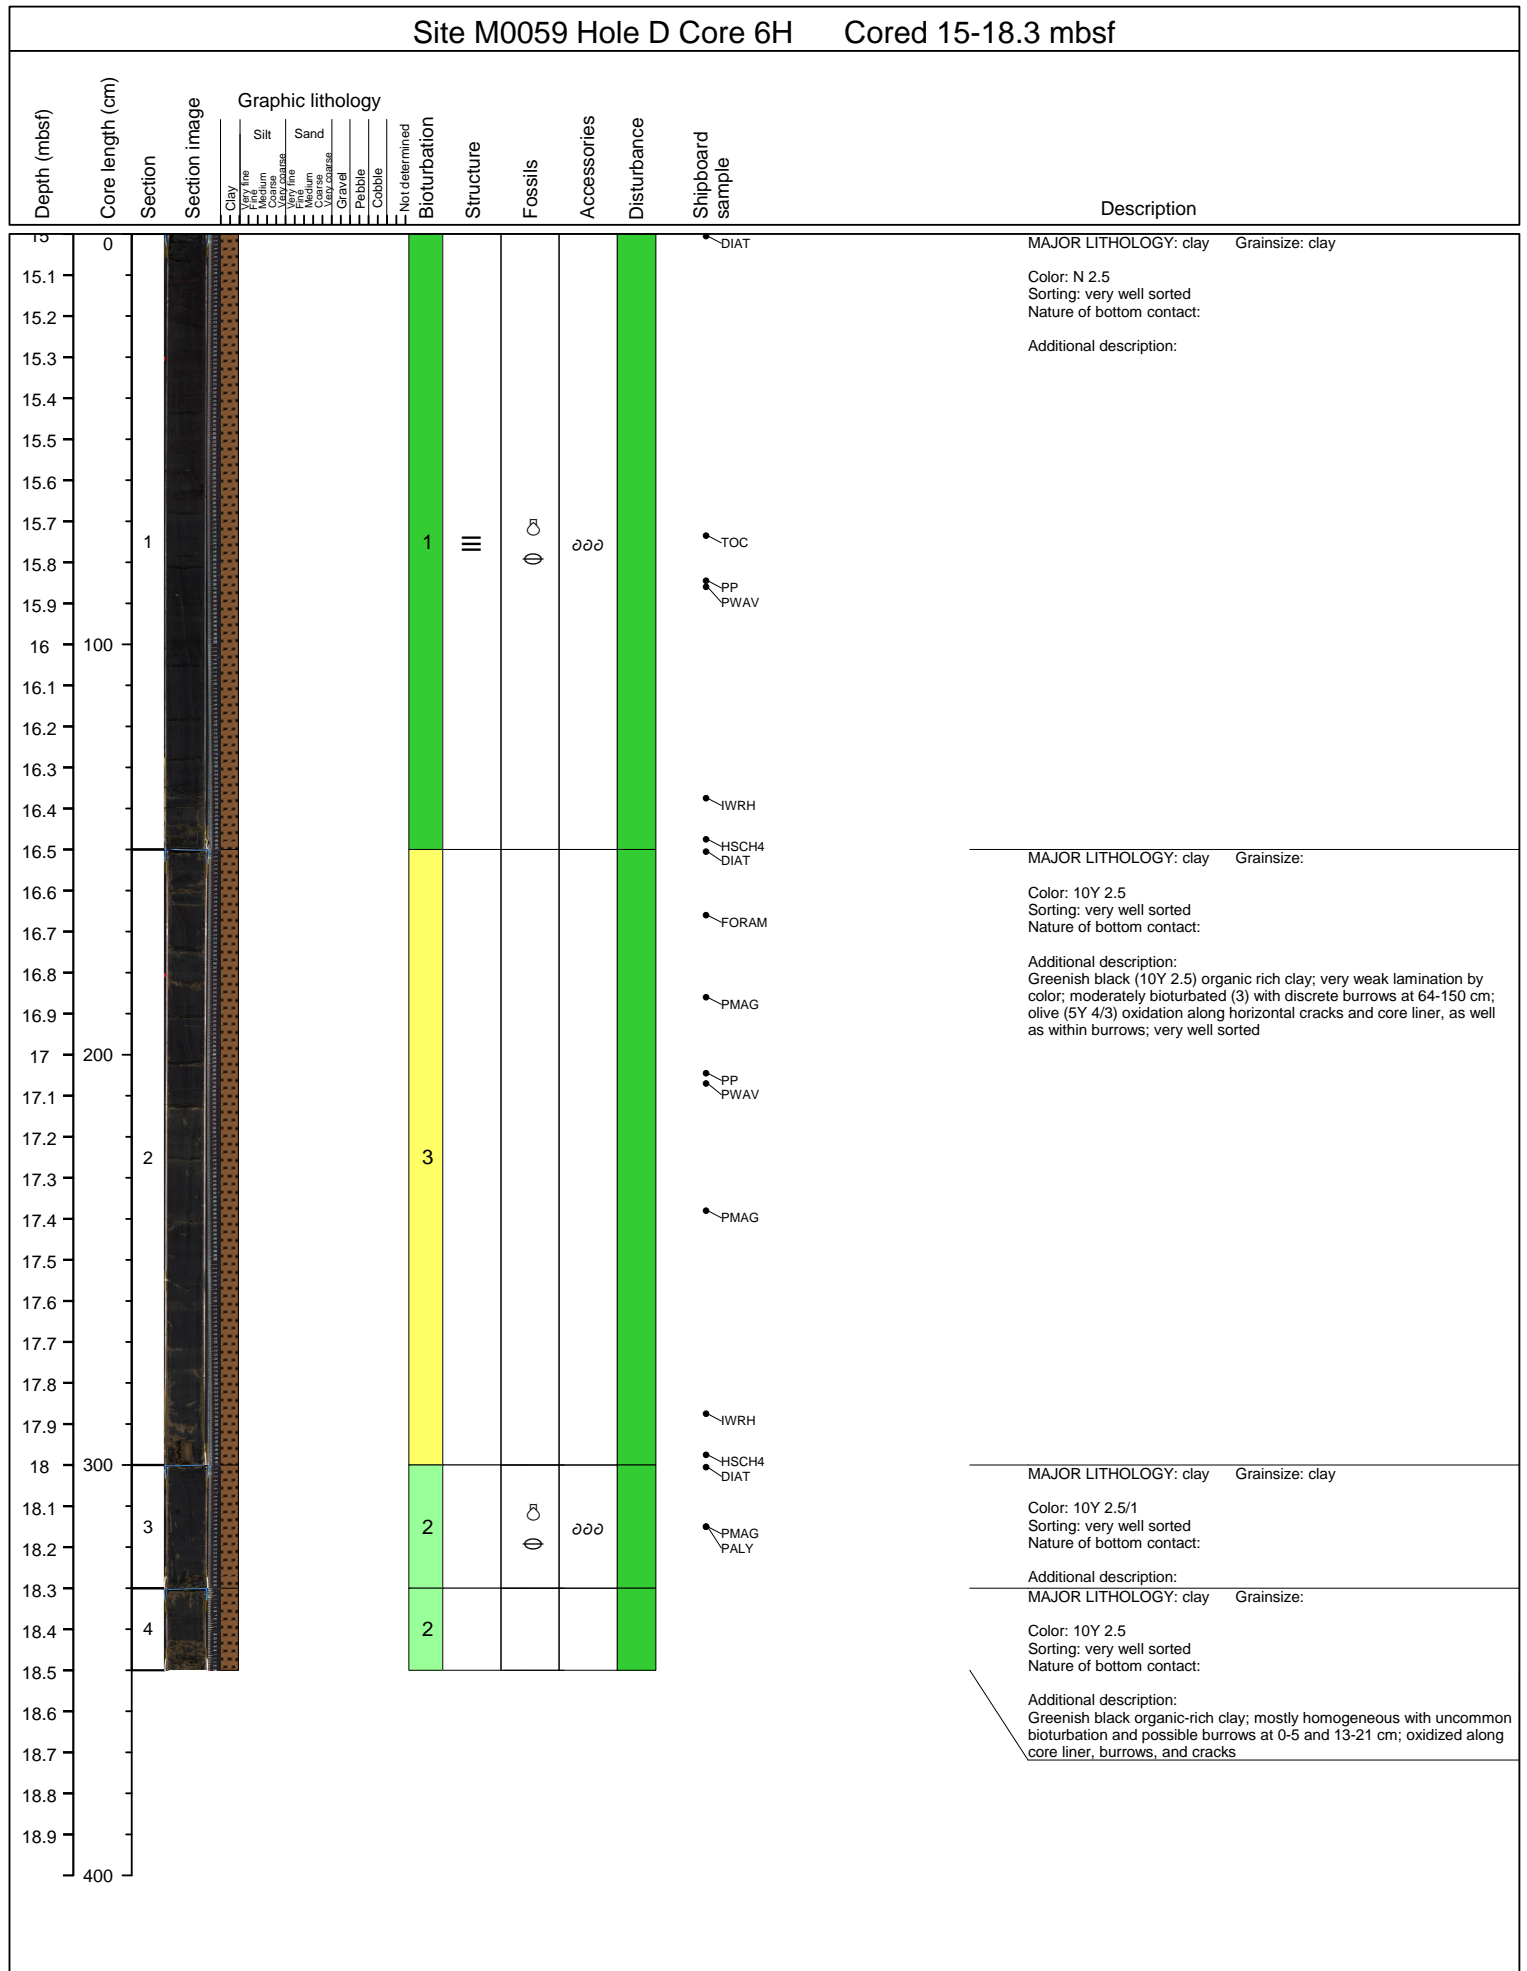 Site M0059 Hole D Core 6H Cored 15-18.3 mbsf
Depth (mbsf)
Core length (cm)
Section
Section image
Graphic lithology
Clay
Silt
Very fine
Fine
Medium
Coarse
Very coarse
Sand
Very fine
Fine
Medium
Coarse
Very coarse
Gravel
Pebble
Cobble
Not determined
Bioturbation
Structure
Fossils
Accessories
Disturbance
Shipboard
sample
Description
15
15.1
15.2
15.3
15.4
15.5
15.6
15.7
15.8
15.9
16
16.1
16.2
16.3
16.4
16.5
16.6
16.7
16.8
16.9
17
17.1
17.2
17.3
17.4
17.5
17.6
17.7
17.8
17.9
18
18.1
18.2
18.3
18.4
18.5
18.6
18.7
18.8
18.9
0
100
200
300
400
1
2
3
4
1
3
2
2
DIAT
TOC
PP
PWAV
IWRH
HSCH4
DIAT
FORAM
PMAG
PP
PWAV
PMAG
IWRH
HSCH4
DIAT
PMAG
PALY
MAJOR LITHOLOGY: clay Grainsize: clay
Color: N 2.5
Sorting: very well sorted
Nature of bottom contact:
Additional description:
MAJOR LITHOLOGY: clay Grainsize:
Color: 10Y 2.5
Sorting: very well sorted
Nature of bottom contact:
Additional description:
Greenish black (10Y 2.5) organic rich clay; very weak lamination by
color; moderately bioturbated (3) with discrete burrows at 64-150 cm;
olive (5Y 4/3) oxidation along horizontal cracks and core liner, as well
as within burrows; very well sorted
MAJOR LITHOLOGY: clay Grainsize: clay
Color: 10Y 2.5/1
Sorting: very well sorted
Nature of bottom contact:
Additional description:
MAJOR LITHOLOGY: clay Grainsize:
Color: 10Y 2.5
Sorting: very well sorted
Nature of bottom contact:
Additional description:
Greenish black organic-rich clay; mostly homogeneous with uncommon
bioturbation and possible burrows at 0-5 and 13-21 cm; oxidized along
core liner, burrows, and cracks